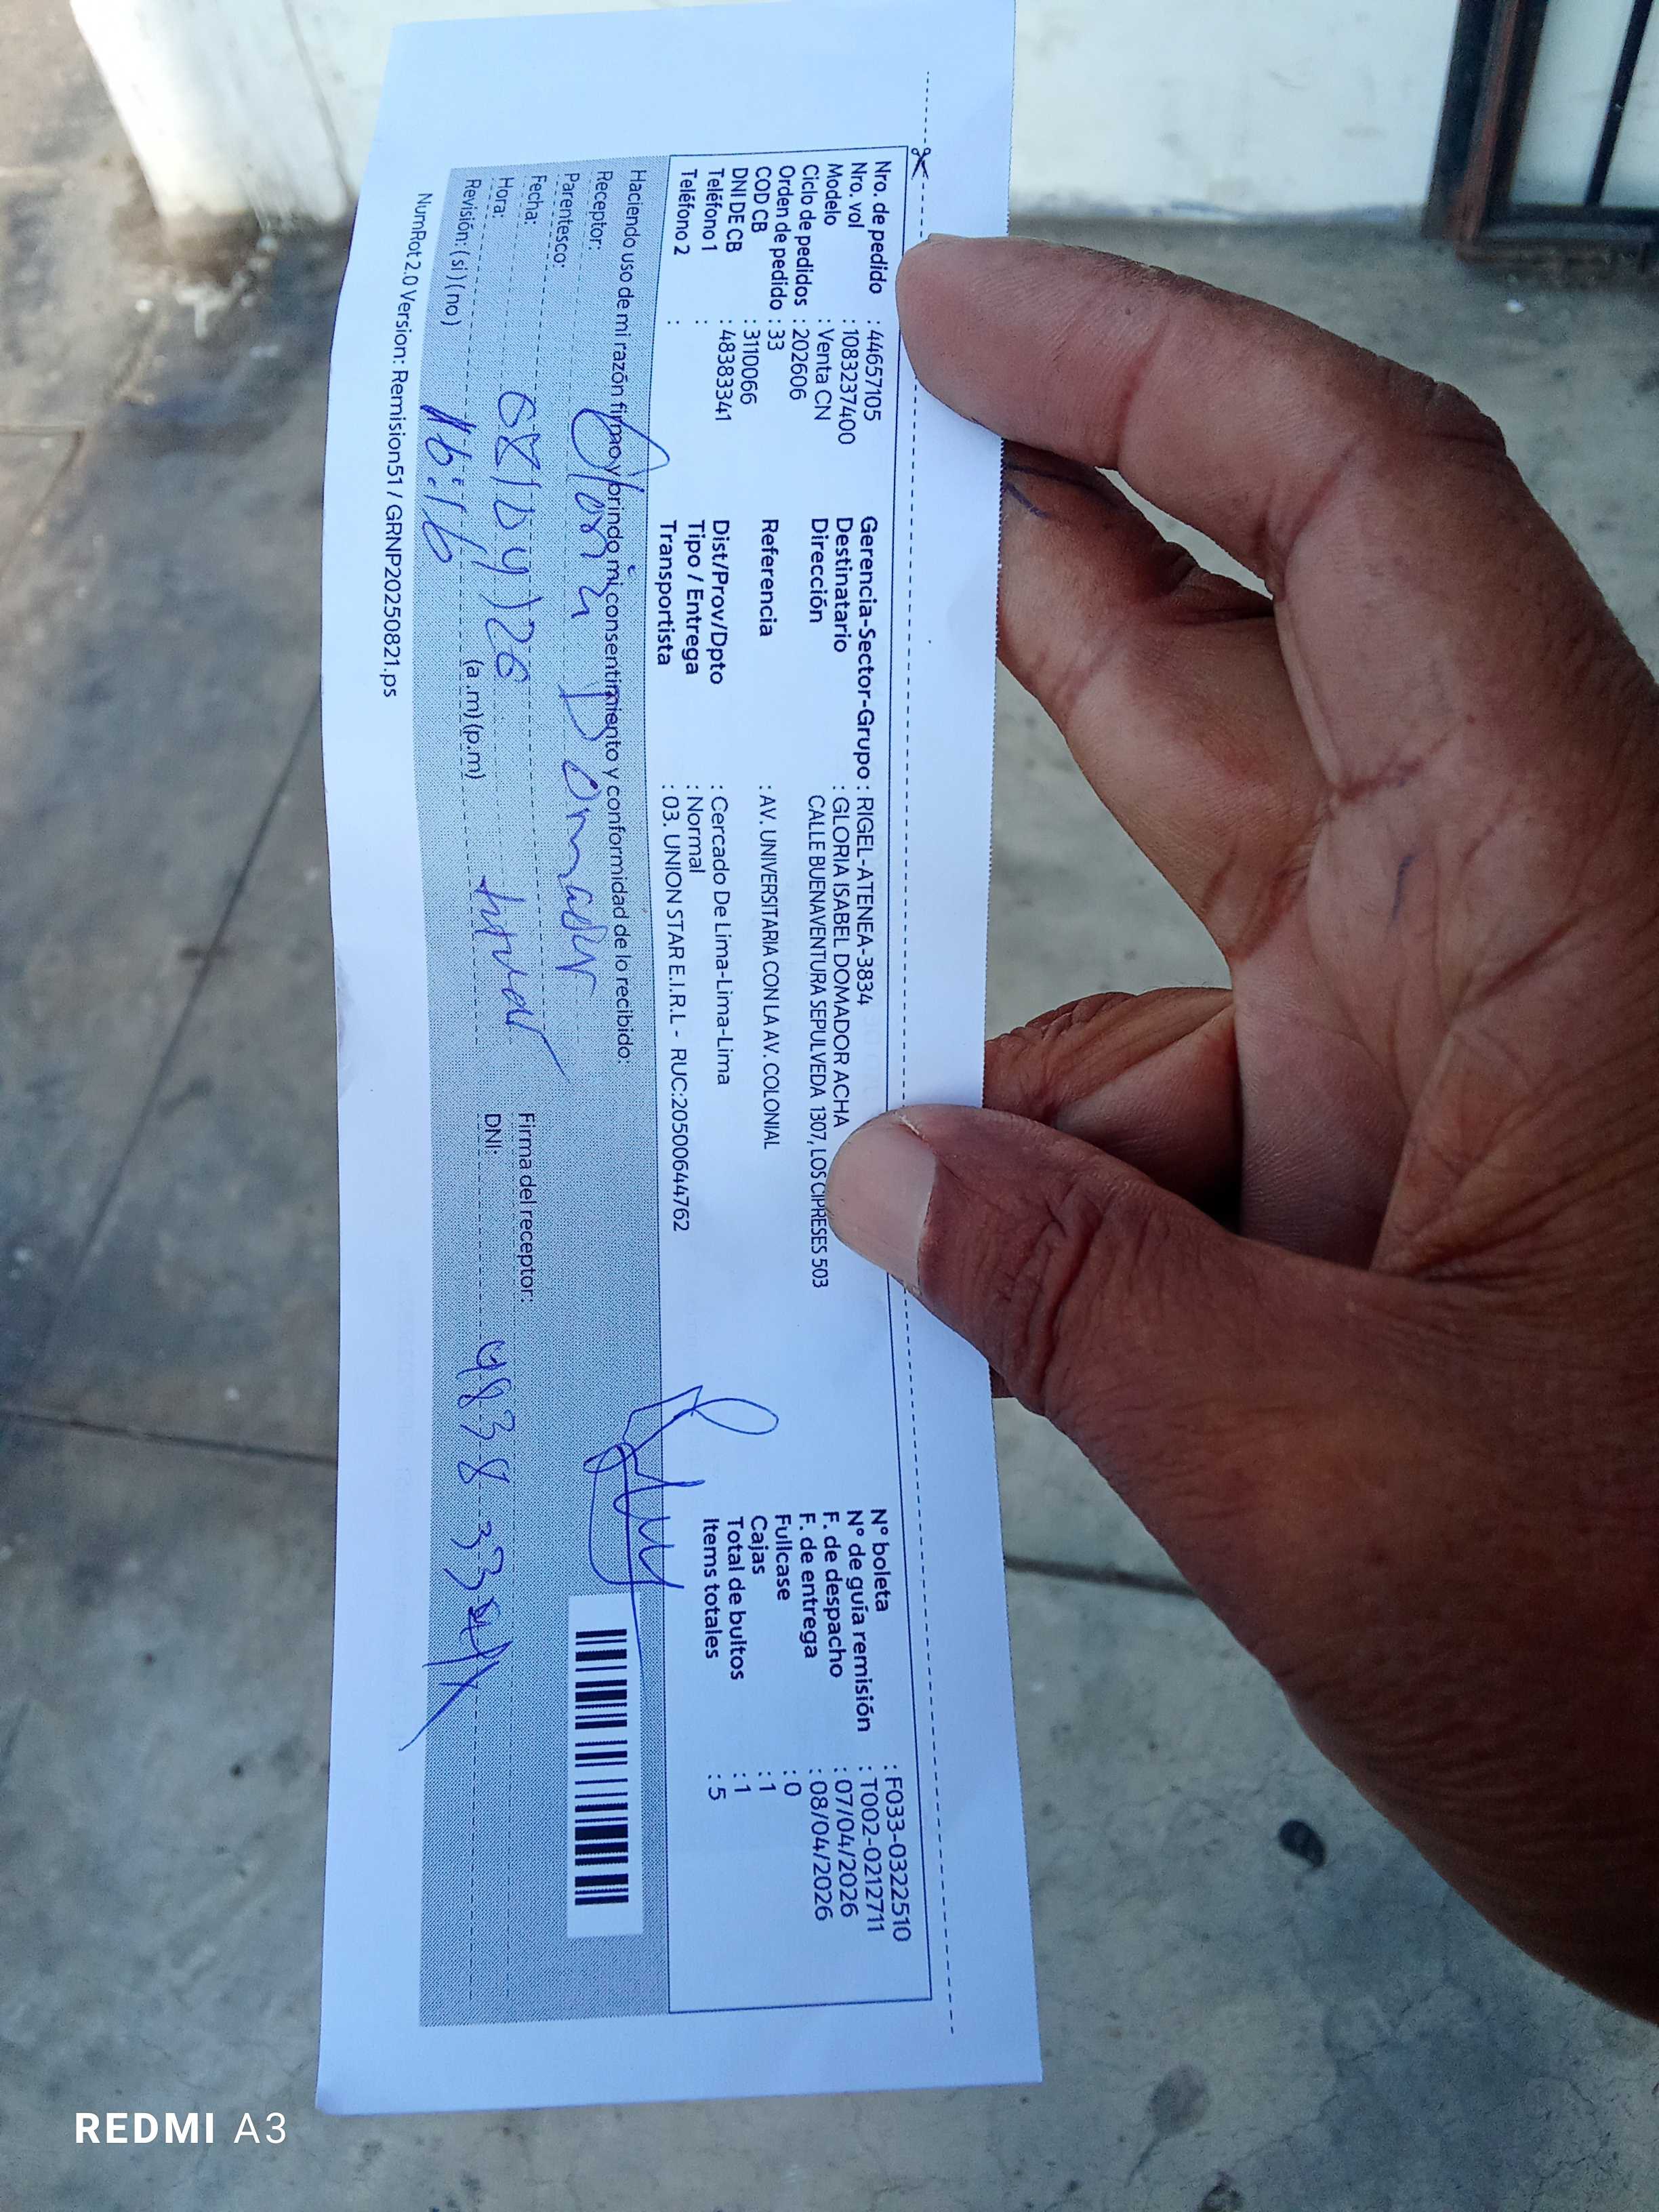 Nro. de pedido : 44657105
Nro. vol : 1083237400
Modelo : Venta CN
Ciclo de pedidos : 202606
Orden de pedido : 33
COD CB : 3110066
DNI DE CB : 48383341
Teléfono 1 :
Teléfono 2 :
Gerencia-Sector-Grupo : RIGEL-ATENEA-3834
Destinatario : GLORIA ISABEL DOMADOR ACHA
Dirección CALLE BUENAVENTURA SEPULVEDA 1307, LOS CIPRESES 503
Referencia : AV. UNIVERSITARIA CON LA AV. COLONIAL
Dist/Prov/Dpto : Cercado De Lima-Lima-Lima
Tipo / Entrega : Normal
Transportista : 03. UNION STAR E.I.R.L - RUC:20500644762
N° boleta : F033-0322510
N° de guía remisión : T002-0212711
F. de despacho : 07/04/2026
F. de entrega : 08/04/2026
Fullcase : 0
Cajas : 1
Total de bultos : 1
Items totales : 5
Haciendo uso de mi razón firmo y brindo mi consentimiento y conformidad de lo recibido:
Receptor: Gloria Domador
Parentesco:
Fecha: 08/04/26
Hora: 16:16 (a .m) (p.m)
Revisión: (si) (no)
Firma del receptor:
DNI: 48383341
NumRot 2.0 Version: Remision51 / GRNP20250821.ps
REDMI A3